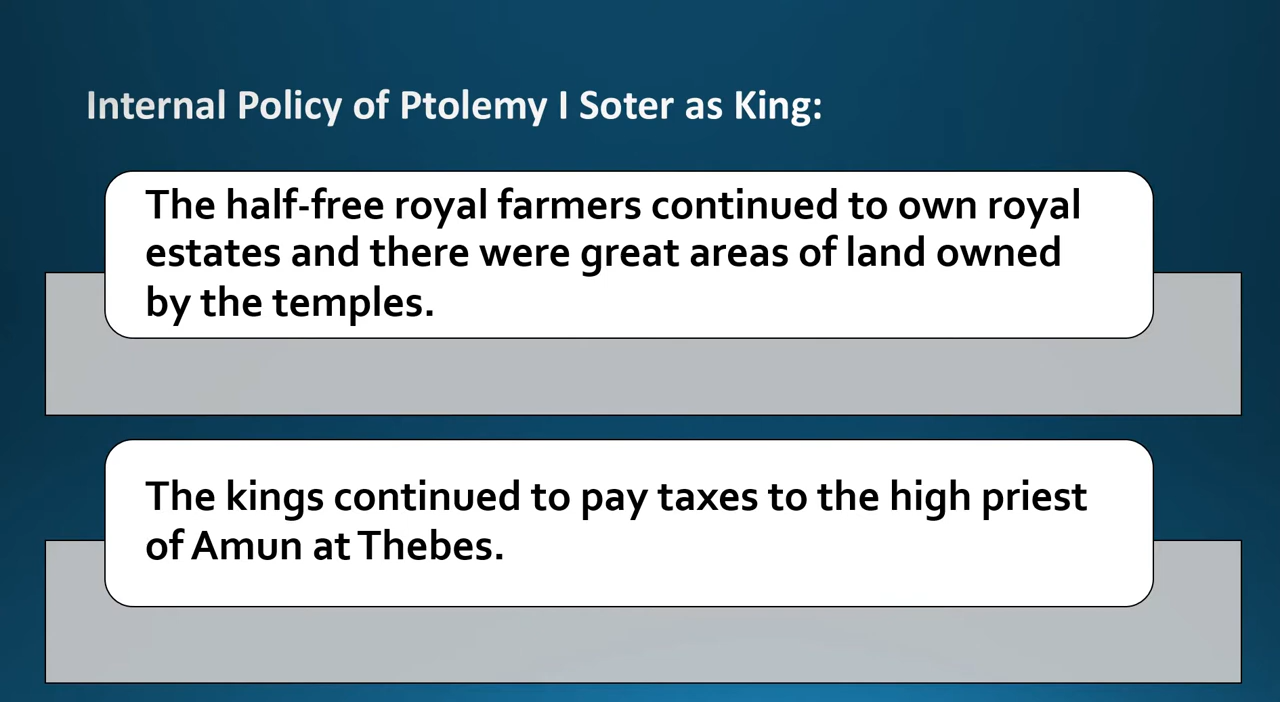 Internal Policy of Ptolemy I Soter as King:
The half-free royal farmers continued to own royal
estates and there were great areas of land owned
by the temples.
The kings continued to pay taxes to the high priest
of Amun at Thebes.